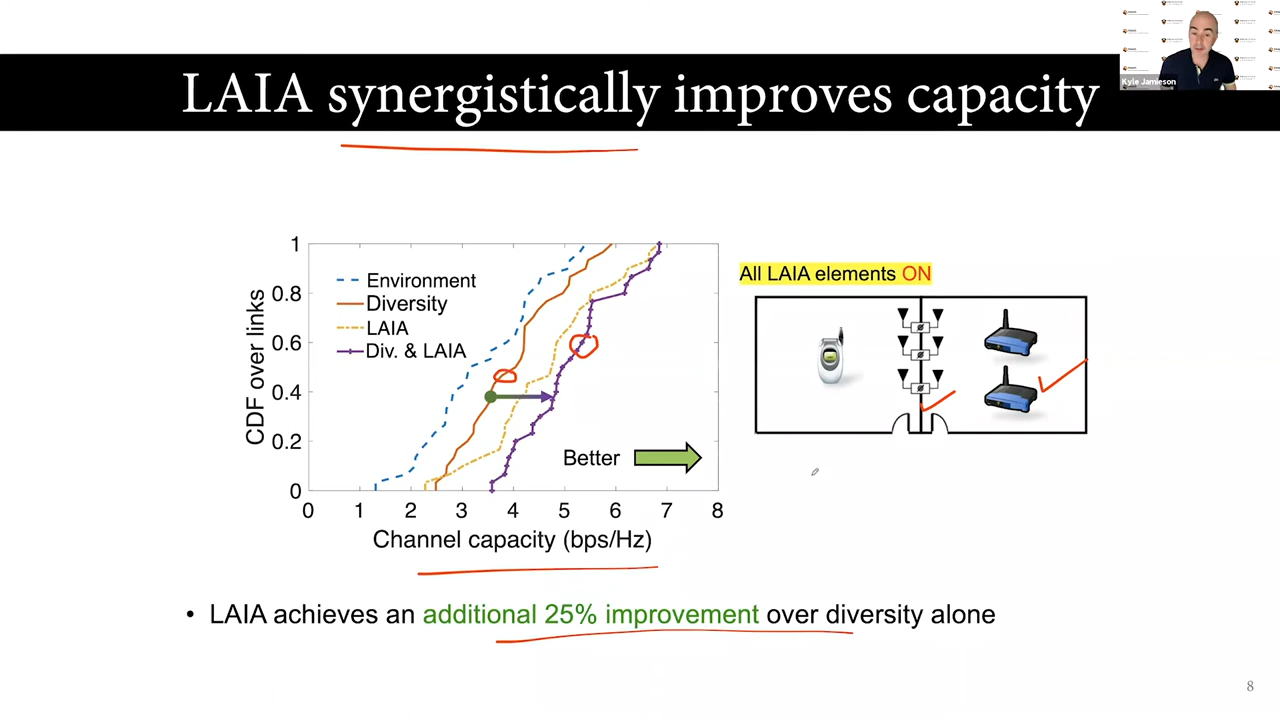 LAIA synergistically improves capacity
Kyle Jamieson
1
0.8
0.6
0.4
0.2
0
CDF over links
Environment
Diversity
LAIA
Div. & LAIA
Better
0 1 2 3 4 5 6 7 8
Channel capacity (bps/Hz)
All LAIA elements ON
• LAIA achieves an additional 25% improvement over diversity alone
8